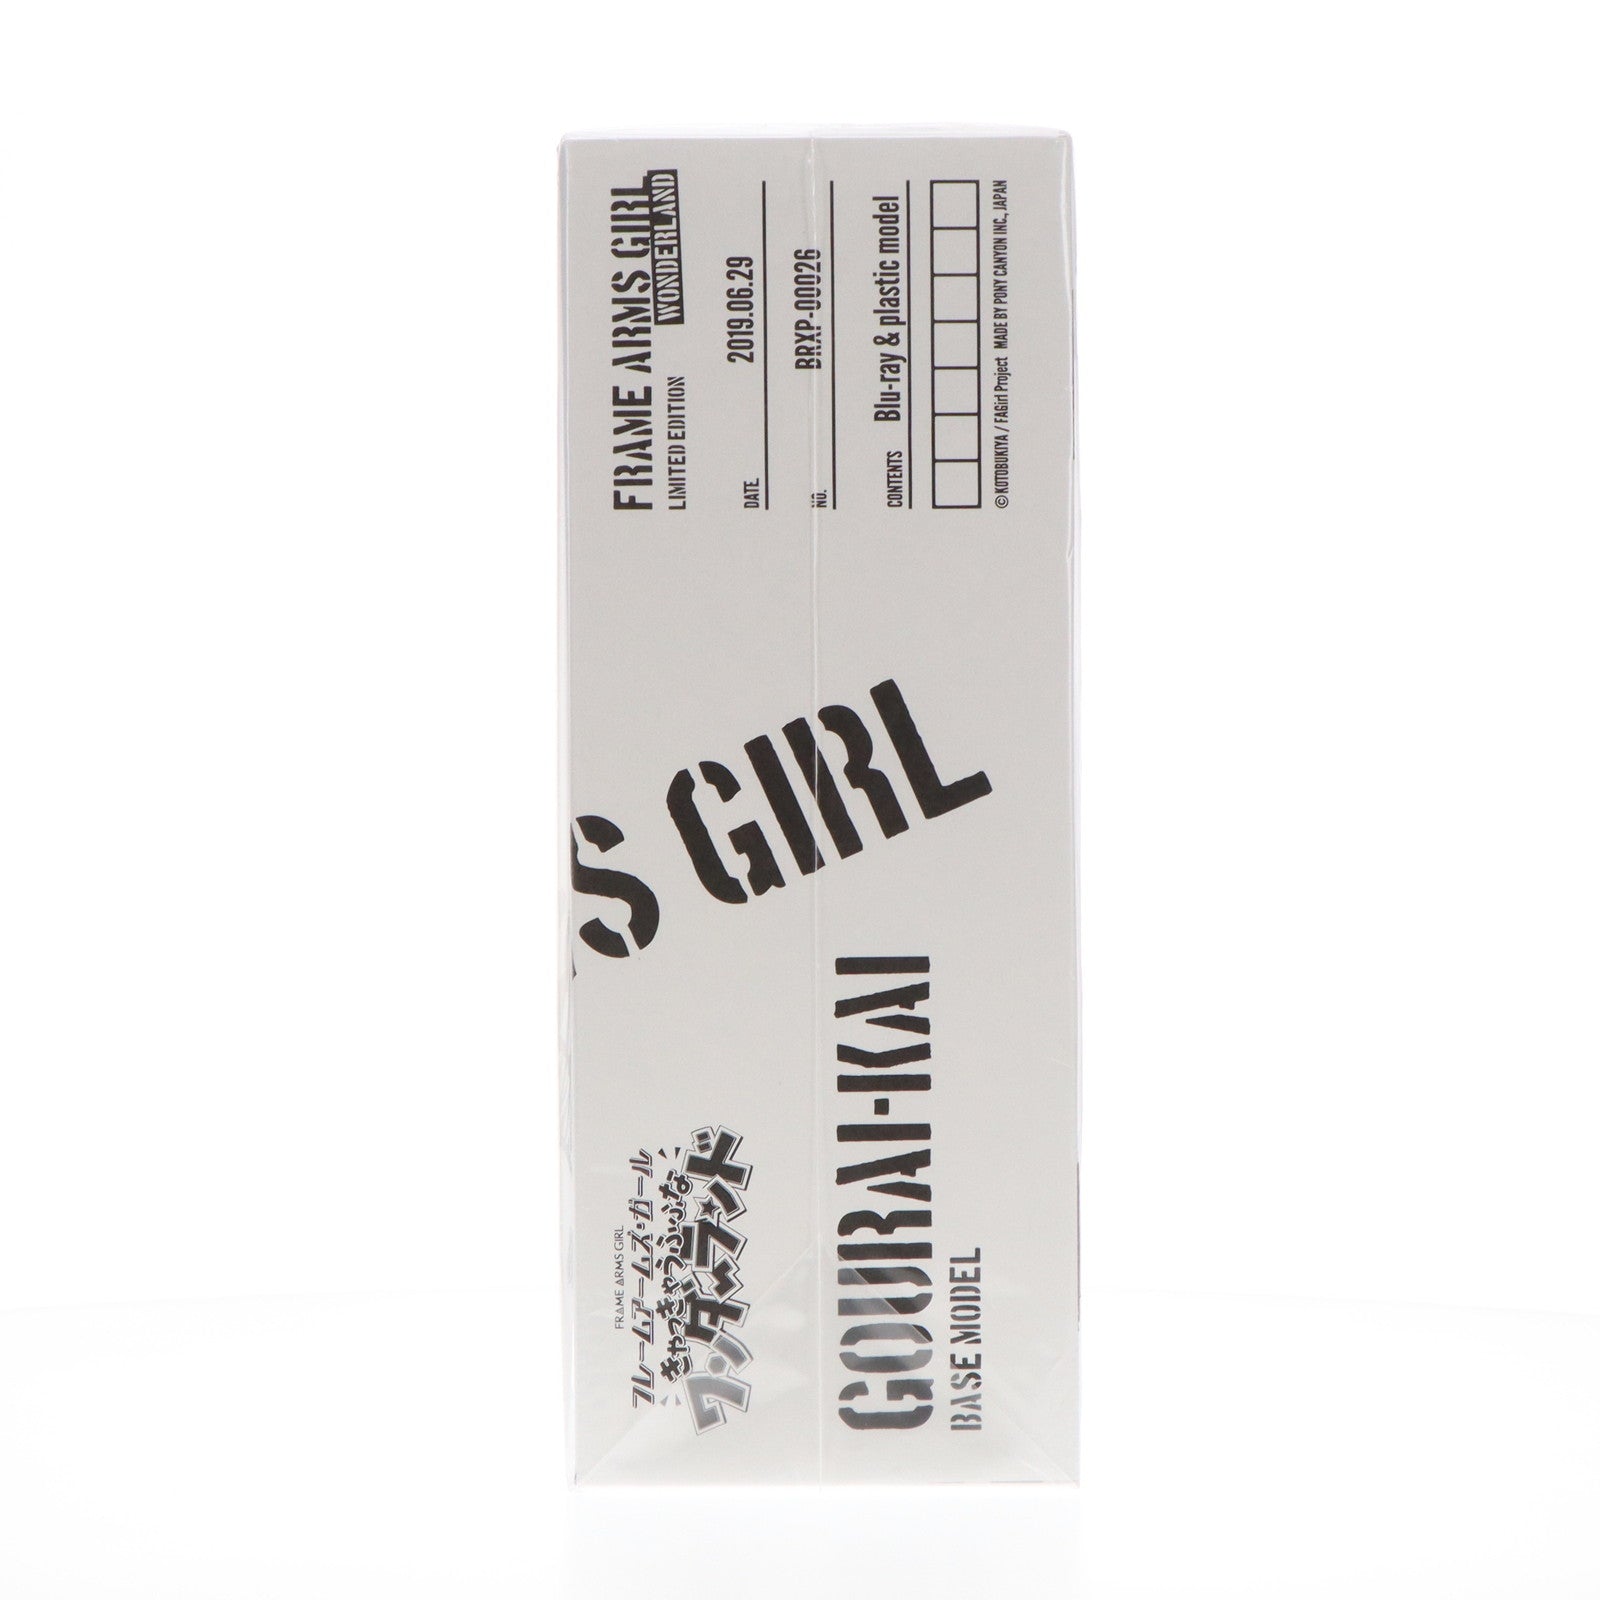 FRAME ARMS GIRL
WONDERLAND
LIMITED EDITION
DATE 2019.06.29
NO. BRXP-00026
CONTENTS Blu-ray & plastic model
©KOTOBUKIYA / FAGirl Project MADE BY PONY CANYON INC., JAPAN
S GIRL
FRAME ARMS GIRL
フレームアームズ・ガール
きゃっきゃうふふな
ワンダーランド
GOURAI-KAI
BASE MODEL